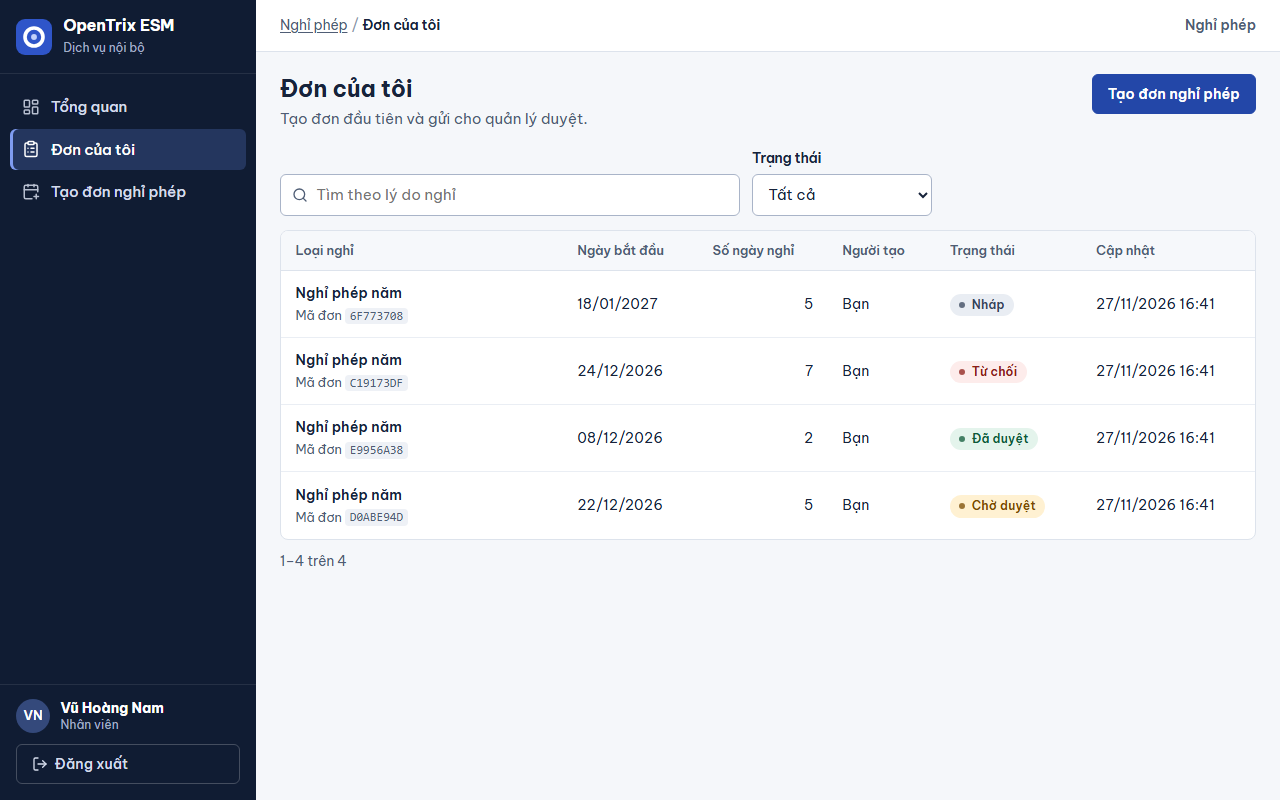 OpenTrix ESM
Dịch vụ nội bộ
Tổng quan
Đơn của tôi
Tạo đơn nghỉ phép
VN
Vũ Hoàng Nam
Nhân viên
Đăng xuất
Nghỉ phép / Đơn của tôi
Nghỉ phép
Đơn của tôi
Tạo đơn đầu tiên và gửi cho quản lý duyệt.
Tạo đơn nghỉ phép
Trạng thái
Tìm theo lý do nghỉ
Tất cả
Loại nghỉ Ngày bắt đầu Số ngày nghỉ Người tạo Trạng thái Cập nhật
Nghỉ phép năm
Mã đơn 6F773708
18/01/2027 5 Bạn Nháp 27/11/2026 16:41
Nghỉ phép năm
Mã đơn C19173DF
24/12/2026 7 Bạn Từ chối 27/11/2026 16:41
Nghỉ phép năm
Mã đơn E9956A38
08/12/2026 2 Bạn Đã duyệt 27/11/2026 16:41
Nghỉ phép năm
Mã đơn D0ABE94D
22/12/2026 5 Bạn Chờ duyệt 27/11/2026 16:41
1–4 trên 4